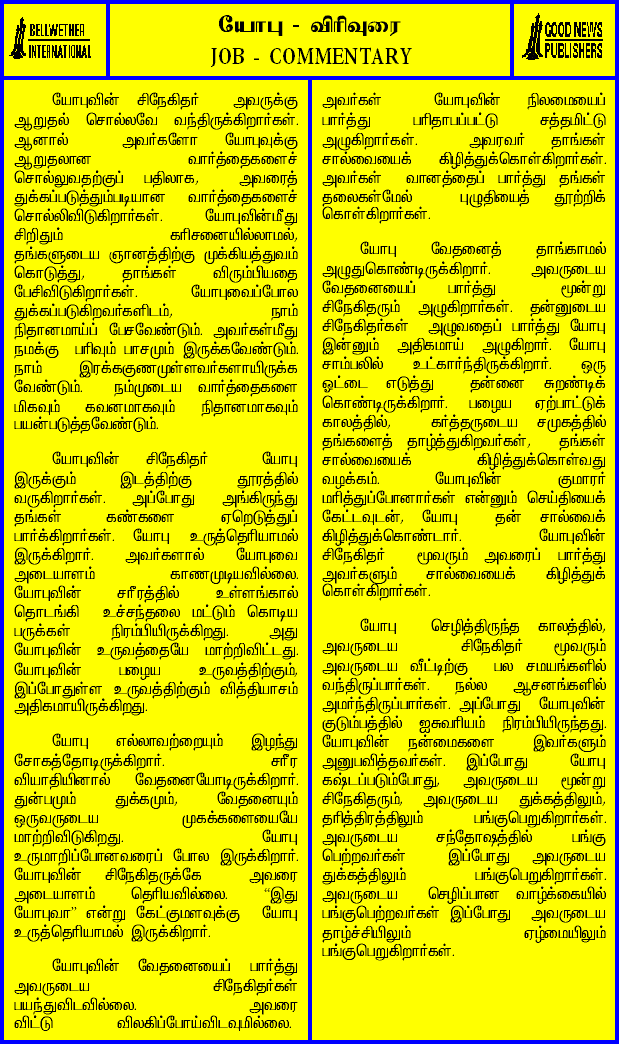 BELLWETHER
INTERNATIONAL
யோபு - விரிவுரை
JOB - COMMENTARY
GOOD NEWS
PUBLISHERS
யோபுவின் சிநேகிதர் அவருக்கு
ஆறுதல் சொல்லவே வந்திருக்கிறார்கள்.
ஆனால் அவர்களோ யோபுவுக்கு
ஆறுதலான வார்த்தைகளைச்
சொல்லுவதற்குப் பதிலாக, அவரைத்
துக்கப்படுத்தும்படியான வார்த்தைகளைச்
சொல்லிவிடுகிறார்கள். யோபுவின்மீது
சிறிதும் கரிசனையில்லாமல்,
தங்களுடைய ஞானத்திற்கு முக்கியத்துவம்
கொடுத்து, தாங்கள் விரும்பியதை
பேசிவிடுகிறார்கள். யோபுவைப்போல
துக்கப்படுகிறவர்களிடம், நாம்
நிதானமாய்ப் பேசவேண்டும். அவர்கள்மீது
நமக்கு பரிவும் பாசமும் இருக்கவேண்டும்.
நாம் இரக்ககுணமுள்ளவர்களாயிருக்க
வேண்டும். நம்முடைய வார்த்தைகளை
மிகவும் கவனமாகவும் நிதானமாகவும்
பயன்படுத்தவேண்டும்.
யோபுவின் சிநேகிதர் யோபு
இருக்கும் இடத்திற்கு தூரத்தில்
வருகிறார்கள். அப்போது அங்கிருந்து
தங்கள் கண்களை ஏறெடுத்துப்
பார்க்கிறார்கள். யோபு உருத்தெரியாமல்
இருக்கிறார். அவர்களால் யோபுவை
அடையாளம் காணமுடியவில்லை.
யோபுவின் சரீரத்தில் உள்ளங்கால்
தொடங்கி உச்சந்தலை மட்டும் கொடிய
பருக்கள் நிரம்பியிருக்கிறது. அது
யோபுவின் உருவத்தையே மாற்றிவிட்டது.
யோபுவின் பழைய உருவத்திற்கும்,
இப்போதுள்ள உருவத்திற்கும் வித்தியாசம்
அதிகமாயிருக்கிறது.
யோபு எல்லாவற்றையும் இழந்து
சோகத்தோடிருக்கிறார். சரீர
வியாதியினால் வேதனையோடிருக்கிறார்.
துன்பமும் துக்கமும், வேதனையும்
ஒருவருடைய முகக்களையையே
மாற்றிவிடுகிறது. யோபு
உருமாறிப்போனவரைப் போல இருக்கிறார்.
யோபுவின் சிநேகிதருக்கே அவரை
அடையாளம் தெரியவில்லை. “இது
யோபுவா” என்று கேட்குமளவுக்கு யோபு
உருத்தெரியாமல் இருக்கிறார்.
யோபுவின் வேதனையைப் பார்த்து
அவருடைய சிநேகிதர்கள்
பயந்துவிடவில்லை. அவரை
விட்டு விலகிப்போய்விடவுமில்லை.
அவர்கள் யோபுவின் நிலமையைப்
பார்த்து பரிதாபப்பட்டு சத்தமிட்டு
அழுகிறார்கள். அவரவர் தாங்கள்
சால்வையைக் கிழித்துக்கொள்கிறார்கள்.
அவர்கள் வானத்தைப் பார்த்து தங்கள்
தலைகள்மேல் புழுதியைத் தூற்றிக்
கொள்கிறார்கள்.
யோபு வேதனைத் தாங்காமல்
அழுதுகொண்டிருக்கிறார். அவருடைய
வேதனையைப் பார்த்து மூன்று
சிநேகிதரும் அழுகிறார்கள். தன்னுடைய
சிநேகிதர்கள் அழுவதைப் பார்த்து யோபு
இன்னும் அதிகமாய் அழுகிறார். யோபு
சாம்பலில் உட்கார்ந்திருக்கிறார். ஒரு
ஓட்டை எடுத்து தன்னை சுறண்டிக்
கொண்டிருக்கிறார். பழைய ஏற்பாட்டுக்
காலத்தில், கர்த்தருடைய சமுகத்தில்
தங்களைத் தாழ்த்துகிறவர்கள், தங்கள்
சால்வையைக் கிழித்துக்கொள்வது
வழக்கம். யோபுவின் குமாரர்
மரித்துப்போனார்கள் என்னும் செய்தியைக்
கேட்டவுடன், யோபு தன் சால்வைக்
கிழித்துக்கொண்டார். யோபுவின்
சிநேகிதர் மூவரும் அவரைப் பார்த்து
அவர்களும் சால்வையைக் கிழித்துக்
கொள்கிறார்கள்.
யோபு செழித்திருந்த காலத்தில்,
அவருடைய சிநேகிதர் மூவரும்
அவருடைய வீட்டிற்கு பல சமயங்களில்
வந்திருப்பார்கள். நல்ல ஆசனங்களில்
அமர்ந்திருப்பார்கள். அப்போது யோபுவின்
குடும்பத்தில் ஐசுவரியம் நிரம்பியிருந்தது.
யோபுவின் நன்மைகளை இவர்களும்
அனுபவித்தவர்கள். இப்போது யோபு
கஷ்டப்படும்போது, அவருடைய மூன்று
சிநேகிதரும், அவருடைய துக்கத்திலும்,
தரித்திரத்திலும் பங்குபெறுகிறார்கள்.
அவருடைய சந்தோஷத்தில் பங்கு
பெற்றவர்கள் இப்போது அவருடைய
துக்கத்திலும் பங்குபெறுகிறார்கள்.
அவருடைய செழிப்பான வாழ்க்கையில்
பங்குபெற்றவர்கள் இப்போது அவருடைய
தாழ்ச்சியிலும் ஏழ்மையிலும்
பங்குபெறுகிறார்கள்.